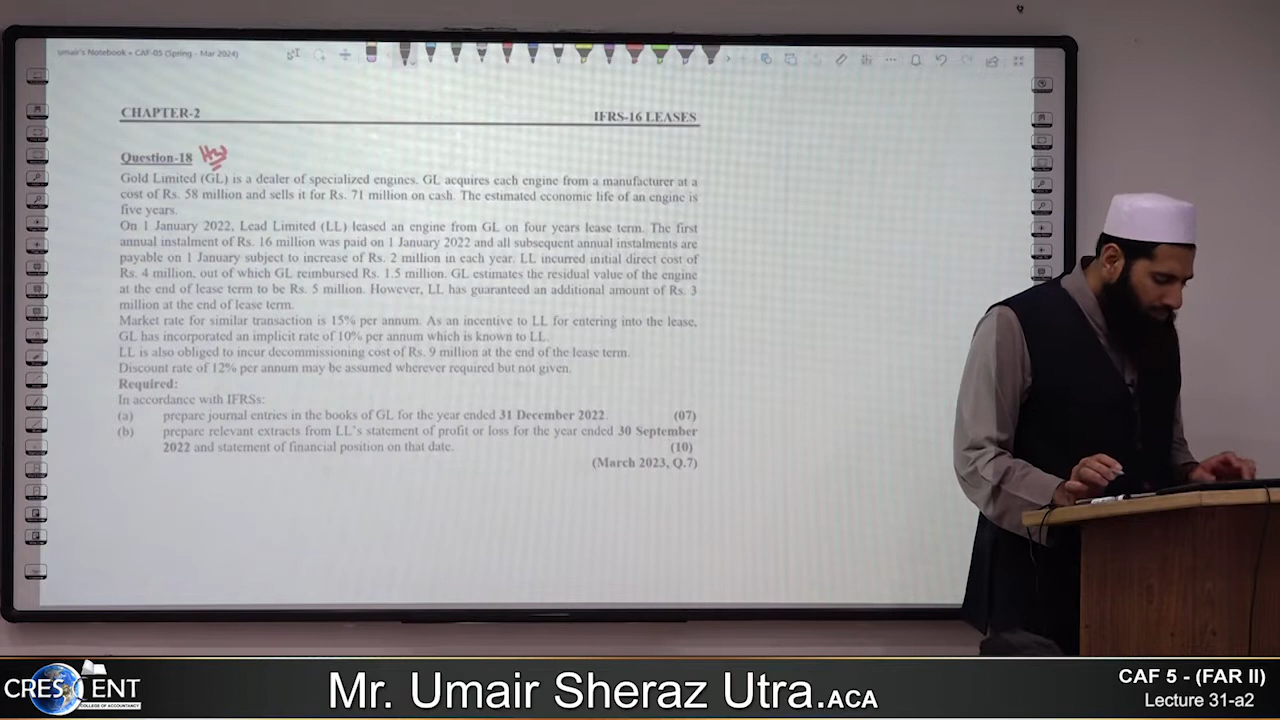 umair's Notebook » CAF-05 (Spring - Mar 2024)
CHAPTER-2
IFRS-16 LEASES
Question-18
Gold Limited (GL) is a dealer of specialized engines. GL acquires each engine from a manufacturer at a
cost of Rs. 58 million and sells it for Rs. 71 million on cash. The estimated economic life of an engine is
five years.
On 1 January 2022, Lead Limited (LL) leased an engine from GL on four years lease term. The first
annual instalment of Rs. 16 million was paid on 1 January 2022 and all subsequent annual instalments are
payable on 1 January subject to increase of Rs. 2 million in each year. LL incurred initial direct cost of
Rs. 4 million, out of which GL reimbursed Rs. 1.5 million. GL estimates the residual value of the engine
at the end of lease term to be Rs. 5 million. However, LL has guaranteed an additional amount of Rs. 3
million at the end of lease term.
Market rate for similar transaction is 15% per annum. As an incentive to LL for entering into the lease,
GL has incorporated an implicit rate of 10% per annum which is known to LL.
LL is also obliged to incur decommissioning cost of Rs. 9 million at the end of the lease term.
Discount rate of 12% per annum may be assumed wherever required but not given.
Required:
In accordance with IFRSs:
(a) prepare journal entries in the books of GL for the year ended 31 December 2022. (07)
(b) prepare relevant extracts from LL's statement of profit or loss for the year ended 30 September
2022 and statement of financial position on that date. (10)
(March 2023, Q.7)
CRESCENT
COLLEGE OF ACCOUNTANCY
Mr. Umair Sheraz Utra.ACA
CAF 5 - (FAR II)
Lecture 31-a2